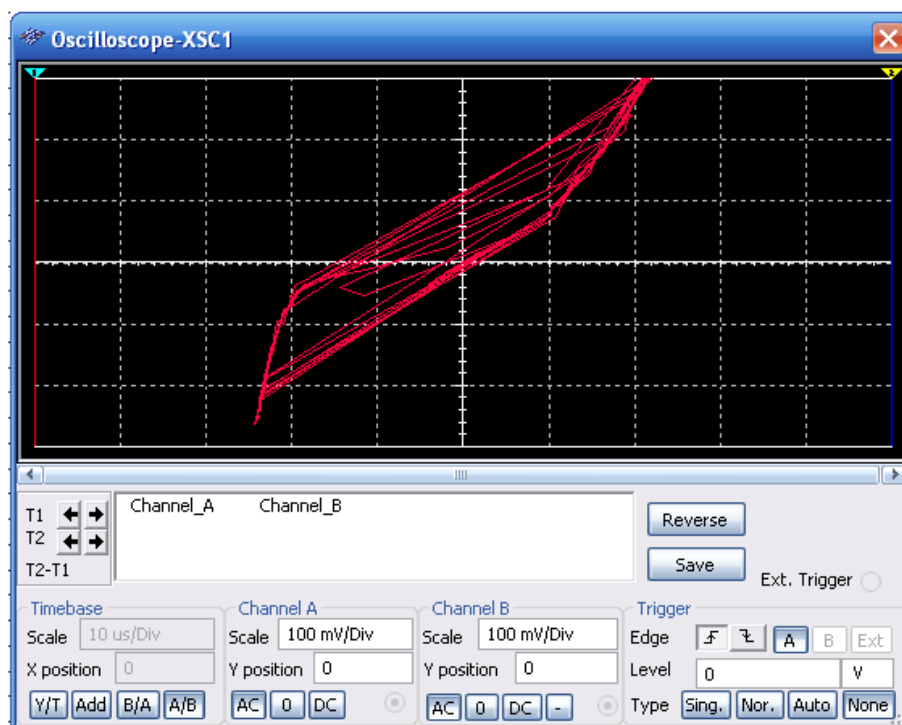 Oscilloscope-XSC1
1 2
T1
T2
T2-T1
Channel_A Channel_B
Reverse
Save
Ext. Trigger
Timebase
Scale 10 us/Div
X position 0
Y/T Add B/A A/B
Channel A
Scale 100 mV/Div
Y position 0
AC 0 DC
Channel B
Scale 100 mV/Div
Y position 0
AC 0 DC -
Trigger
Edge A B Ext
Level 0 V
Type Sing. Nor. Auto None